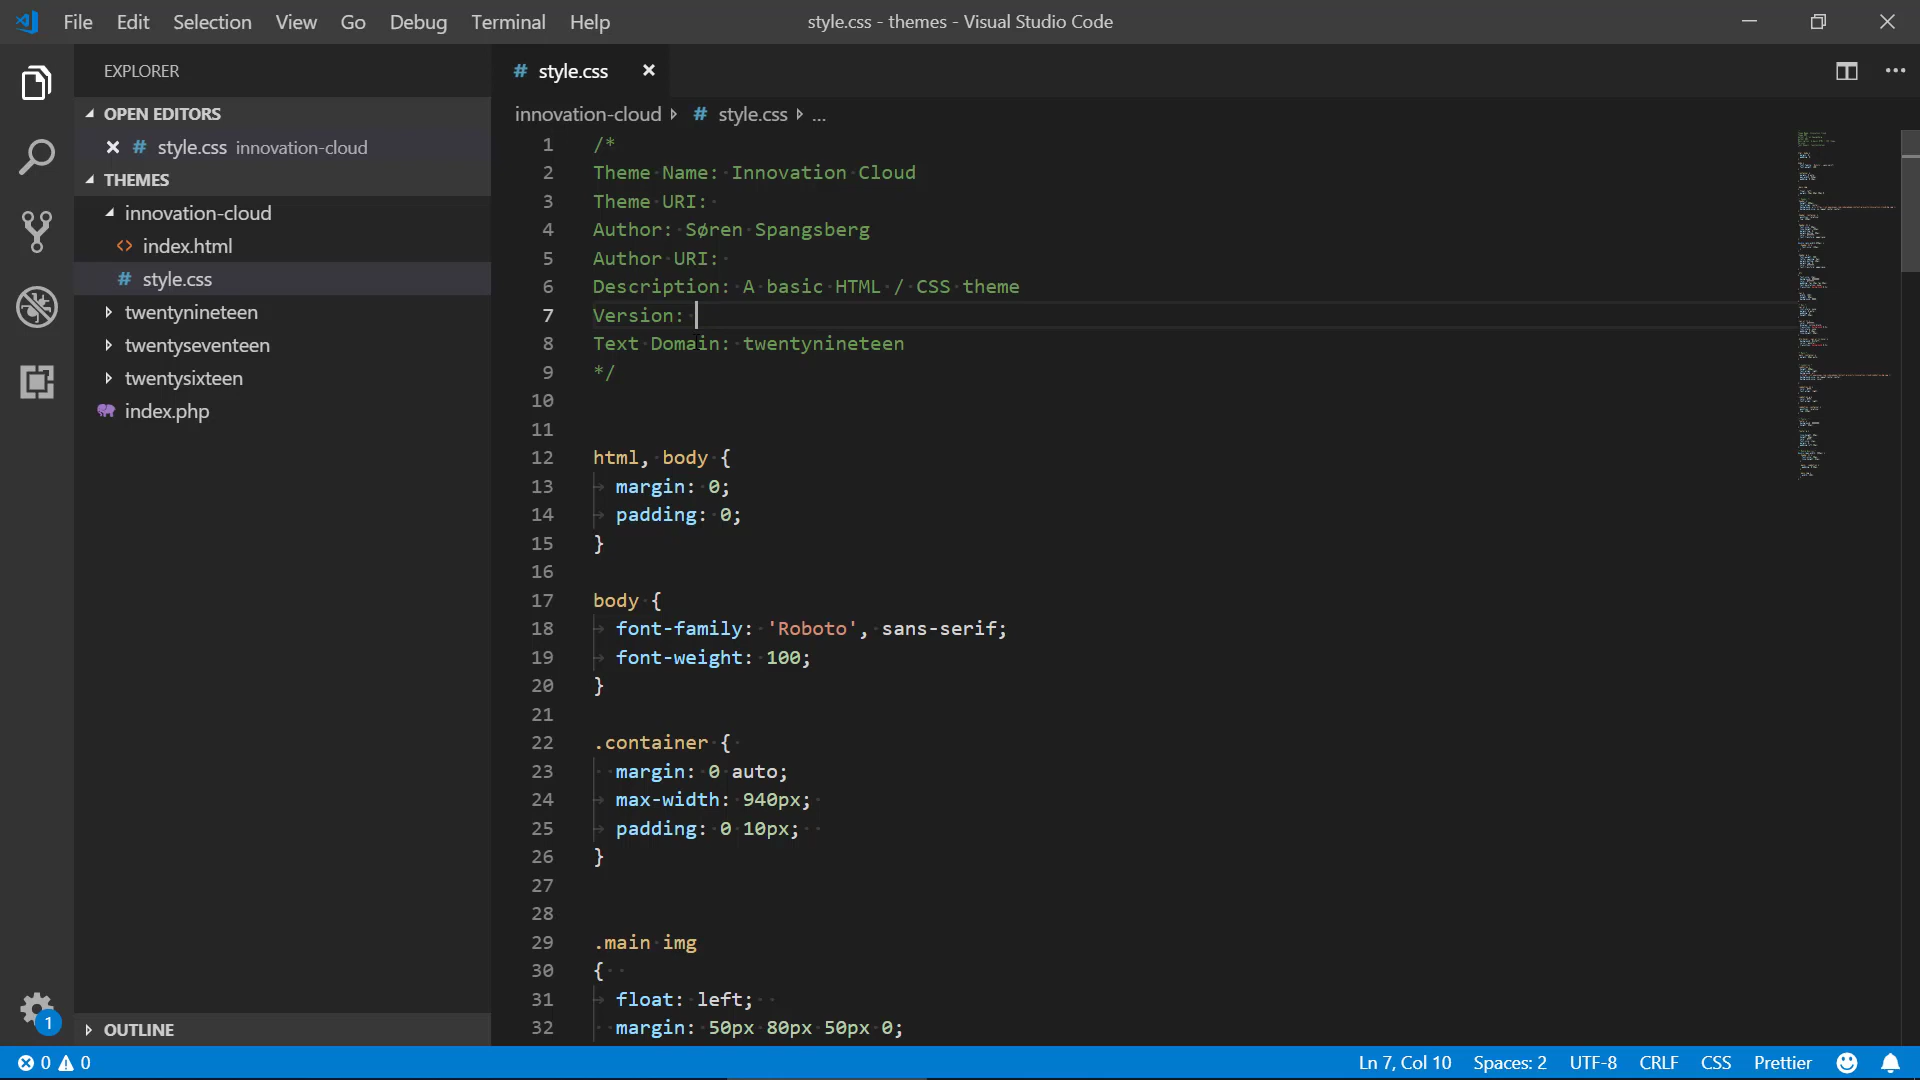 File Edit Selection View Go Debug Terminal Help
style.css - themes - Visual Studio Code
EXPLORER
OPEN EDITORS
style.css innovation-cloud
THEMES
innovation-cloud
index.html
style.css
twentynineteen
twentyseventeen
twentysixteen
index.php
OUTLINE
1
# style.css
innovation-cloud # style.css ...
1 /*
2 Theme Name: Innovation Cloud
3 Theme URI:
4 Author: Søren Spangsberg
5 Author URI:
6 Description: A basic HTML / CSS theme
7 Version:
8 Text Domain: twentynineteen
9 */
10
11
12 html, body {
13 margin: 0;
14 padding: 0;
15 }
16
17 body {
18 font-family: 'Roboto', sans-serif;
19 font-weight: 100;
20 }
21
22 .container {
23 margin: 0 auto;
24 max-width: 940px;
25 padding: 0 10px;
26 }
27
28
29 .main img
30 {
31 float: left;
32 margin: 50px 80px 50px 0;
0 0
Ln 7, Col 10 Spaces: 2 UTF-8 CRLF CSS Prettier